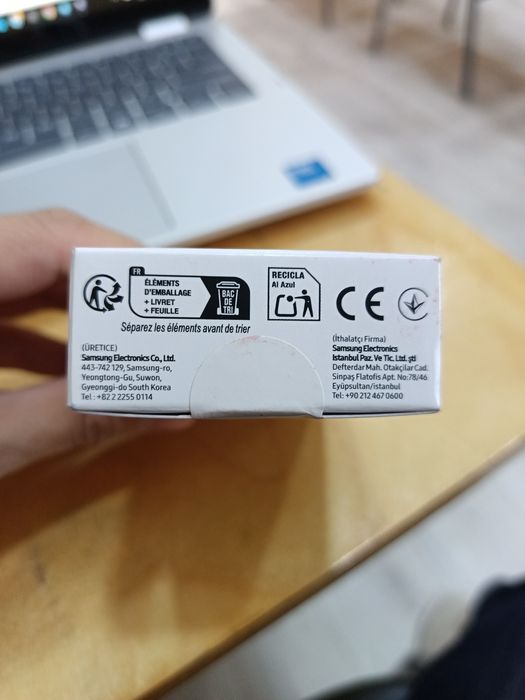 FR
ÉLÉMENTS
D'EMBALLAGE
+ LIVRET
+ FEUILLE
BAC
DE
TRI
Séparez les éléments avant de trier
RECICLA
Al Azul
CE
(ÜRETICE)
Samsung Electronics Co., Ltd.
443-742 129, Samsung-ro,
Yeongtong-Gu, Suwon,
Gyeonggi-do South Korea
Tel : +82 2 2255 0114
(İthalatçı Firma)
Samsung Electronics
Istanbul Paz. Ve Tic. Ltd. şti
Defterdar Mah. Otakçılar Cad.
Sinpaş Flatofis Apt. No:78/46
Eyüpsultan/istanbul
Tel: +90 212 467 0600